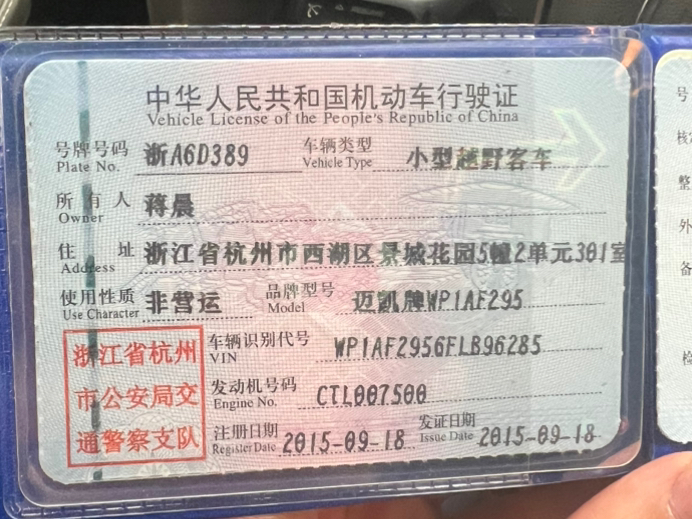 中华人民共和国机动车行驶证
Vehicle License of the People's Republic of China
号牌号码 浙A6D389 车辆类型 小型越野客车
Plate No. Vehicle Type
所有人 蒋晨
Owner
住址 浙江省杭州市西湖区景城花园5幢2单元301室
Address
使用性质 非营运 品牌型号 迈凯牌WP1AF295
Use Character Model
浙江省杭州
市公安局交
通警察支队
车辆识别代号 WP1AF2956FLB96285
VIN
发动机号码 CTL007500
Engine No.
注册日期 2015-09-18 发证日期 2015-09-18
Register Date Issue Date
号
核
整
外
备
检